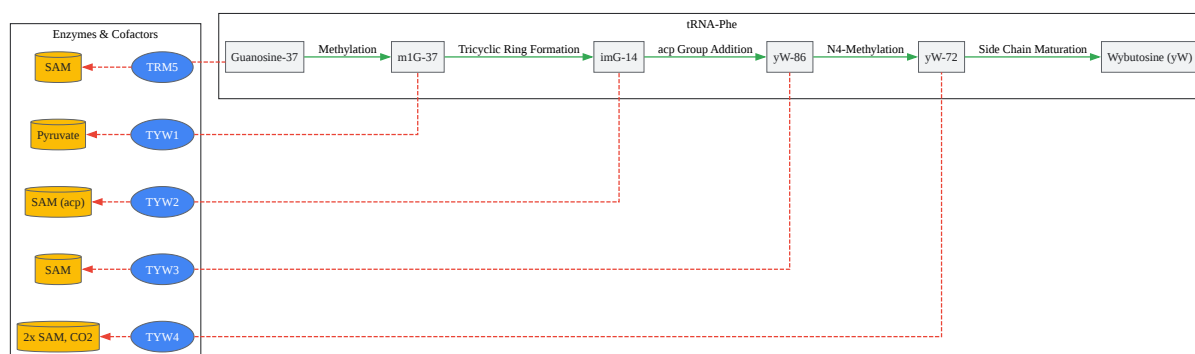 tRNA-Phe
Enzymes & Cofactors
Guanosine-37
Methylation
m1G-37
Tricyclic Ring Formation
imG-14
acp Group Addition
yW-86
N4-Methylation
yW-72
Side Chain Maturation
Wybutosine (yW)
SAM
TRM5
Pyruvate
TYW1
SAM (acp)
TYW2
SAM
TYW3
2x SAM, CO2
TYW4